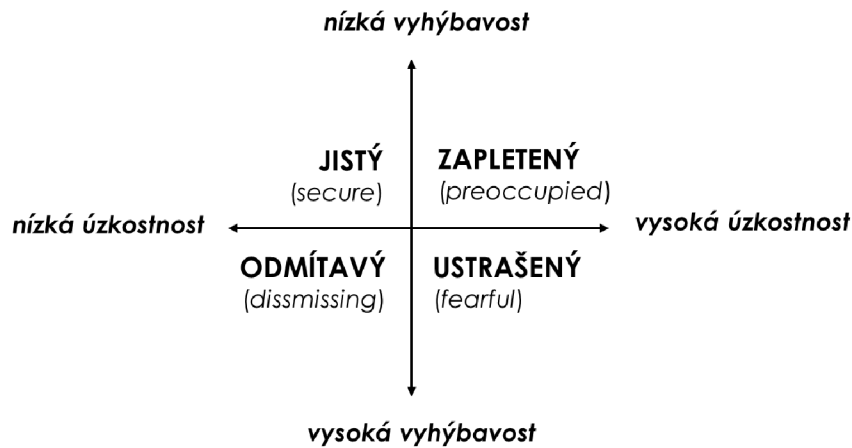 nízká vyhýbavost
JISTÝ
(secure)
ZAPLETENÝ
(preoccupied)
nízká úzkostnost
vysoká úzkostnost
ODMÍTAVÝ
(dissmissing)
USTRAŠENÝ
(fearful)
vysoká vyhýbavost